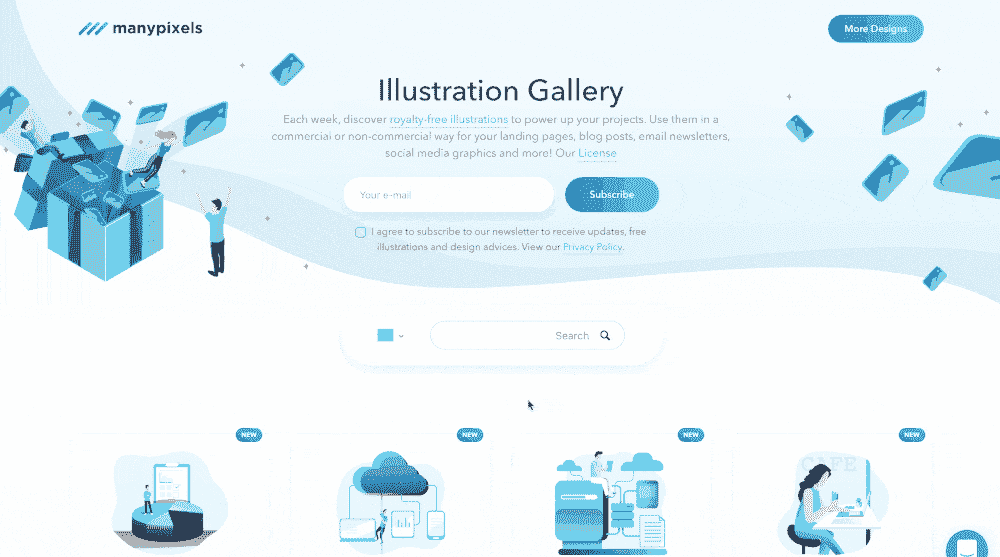 manypixels
More Designs
Illustration Gallery
Each week, discover royalty-free illustrations to power up your projects. Use them in a
commercial or non-commercial way for your landing pages, blog posts, email newsletters,
social media graphics and more! Our License
Your e-mail
Subscribe
I agree to subscribe to our newsletter to receive updates, free
illustrations and design advices. View our Privacy Policy.
Search
NEW
NEW
NEW
NEW
CAFE